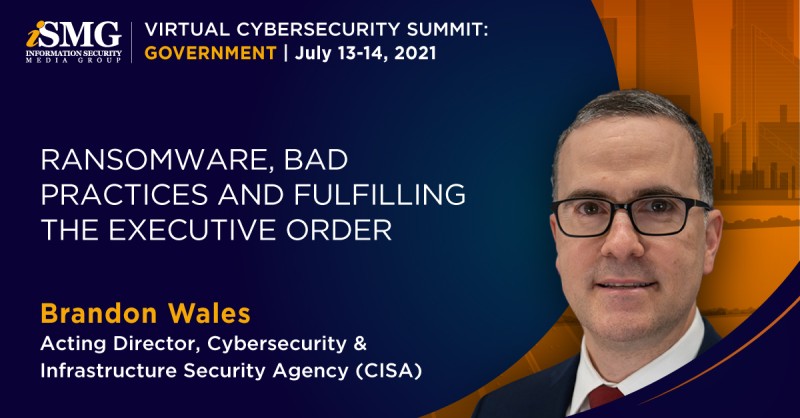 iSMG
INFORMATION SECURITY
MEDIA GROUP
VIRTUAL CYBERSECURITY SUMMIT:
GOVERNMENT | July 13-14, 2021
RANSOMWARE, BAD
PRACTICES AND FULFILLING
THE EXECUTIVE ORDER
Brandon Wales
Acting Director, Cybersecurity &
Infrastructure Security Agency (CISA)